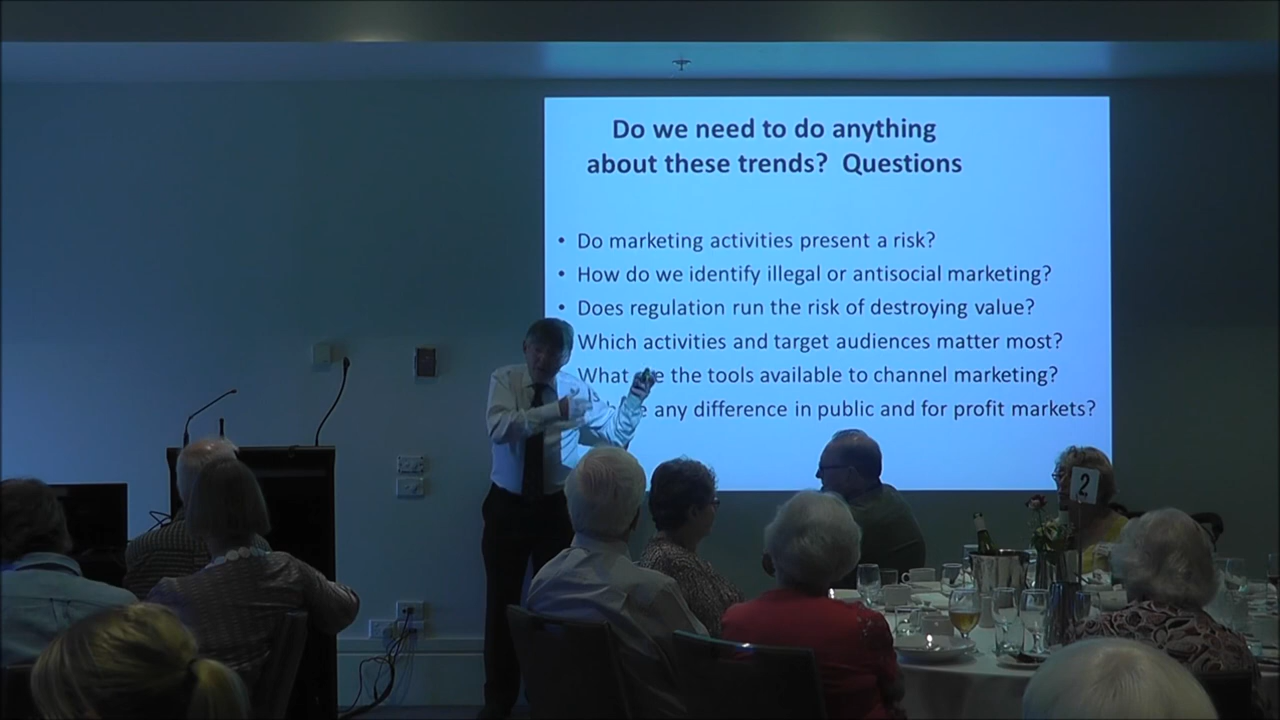 Do we need to do anything
about these trends? Questions
• Do marketing activities present a risk?
• How do we identify illegal or antisocial marketing?
• Does regulation run the risk of destroying value?
Which activities and target audiences matter most?
What the tools available to channel marketing?
any difference in public and for profit markets?
2